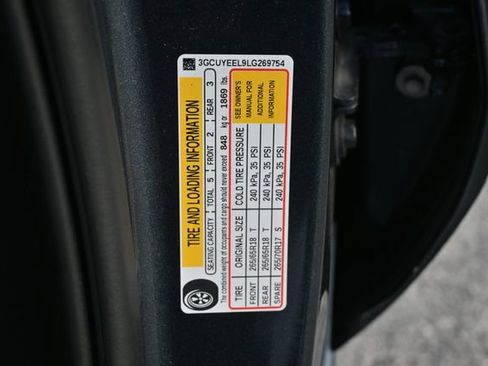 3GCUYEEL9LG269754
TIRE AND LOADING INFORMATION
SEATING CAPACITY TOTAL 5 FRONT 2 REAR 3
The combined weight of occupants and cargo should never exceed 848 kg or 1869 lbs.
TIRE ORIGINAL SIZE COLD TIRE PRESSURE
FRONT 265/65R18 T 240 kPa, 35 PSI
REAR 265/65R18 T 240 kPa, 35 PSI
SPARE 265/70R17 S 240 kPa, 35 PSI
SEE OWNER'S
MANUAL FOR
ADDITIONAL
INFORMATION